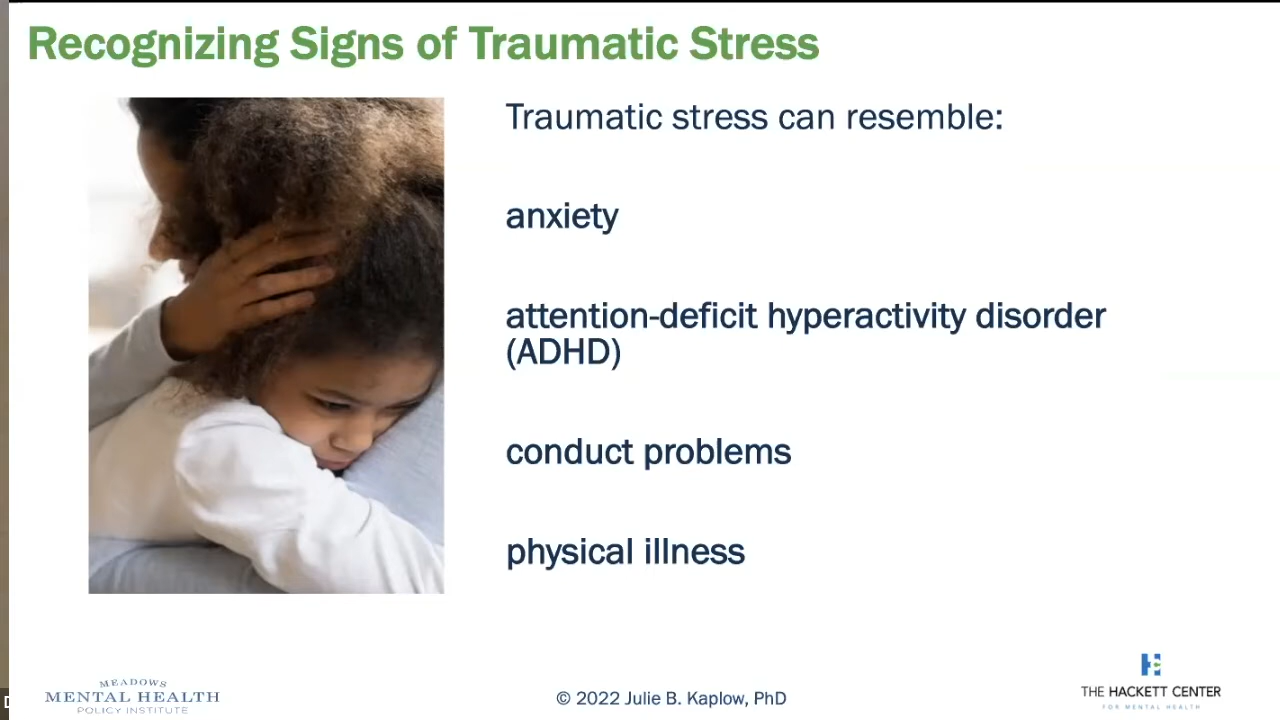 Recognizing Signs of Traumatic Stress
Traumatic stress can resemble:
anxiety
attention-deficit hyperactivity disorder
(ADHD)
conduct problems
physical illness
MEADOWS
MENTAL HEALTH
POLICY INSTITUTE
© 2022 Julie B. Kaplow, PhD
THE HACKETT CENTER
FOR MENTAL HEALTH